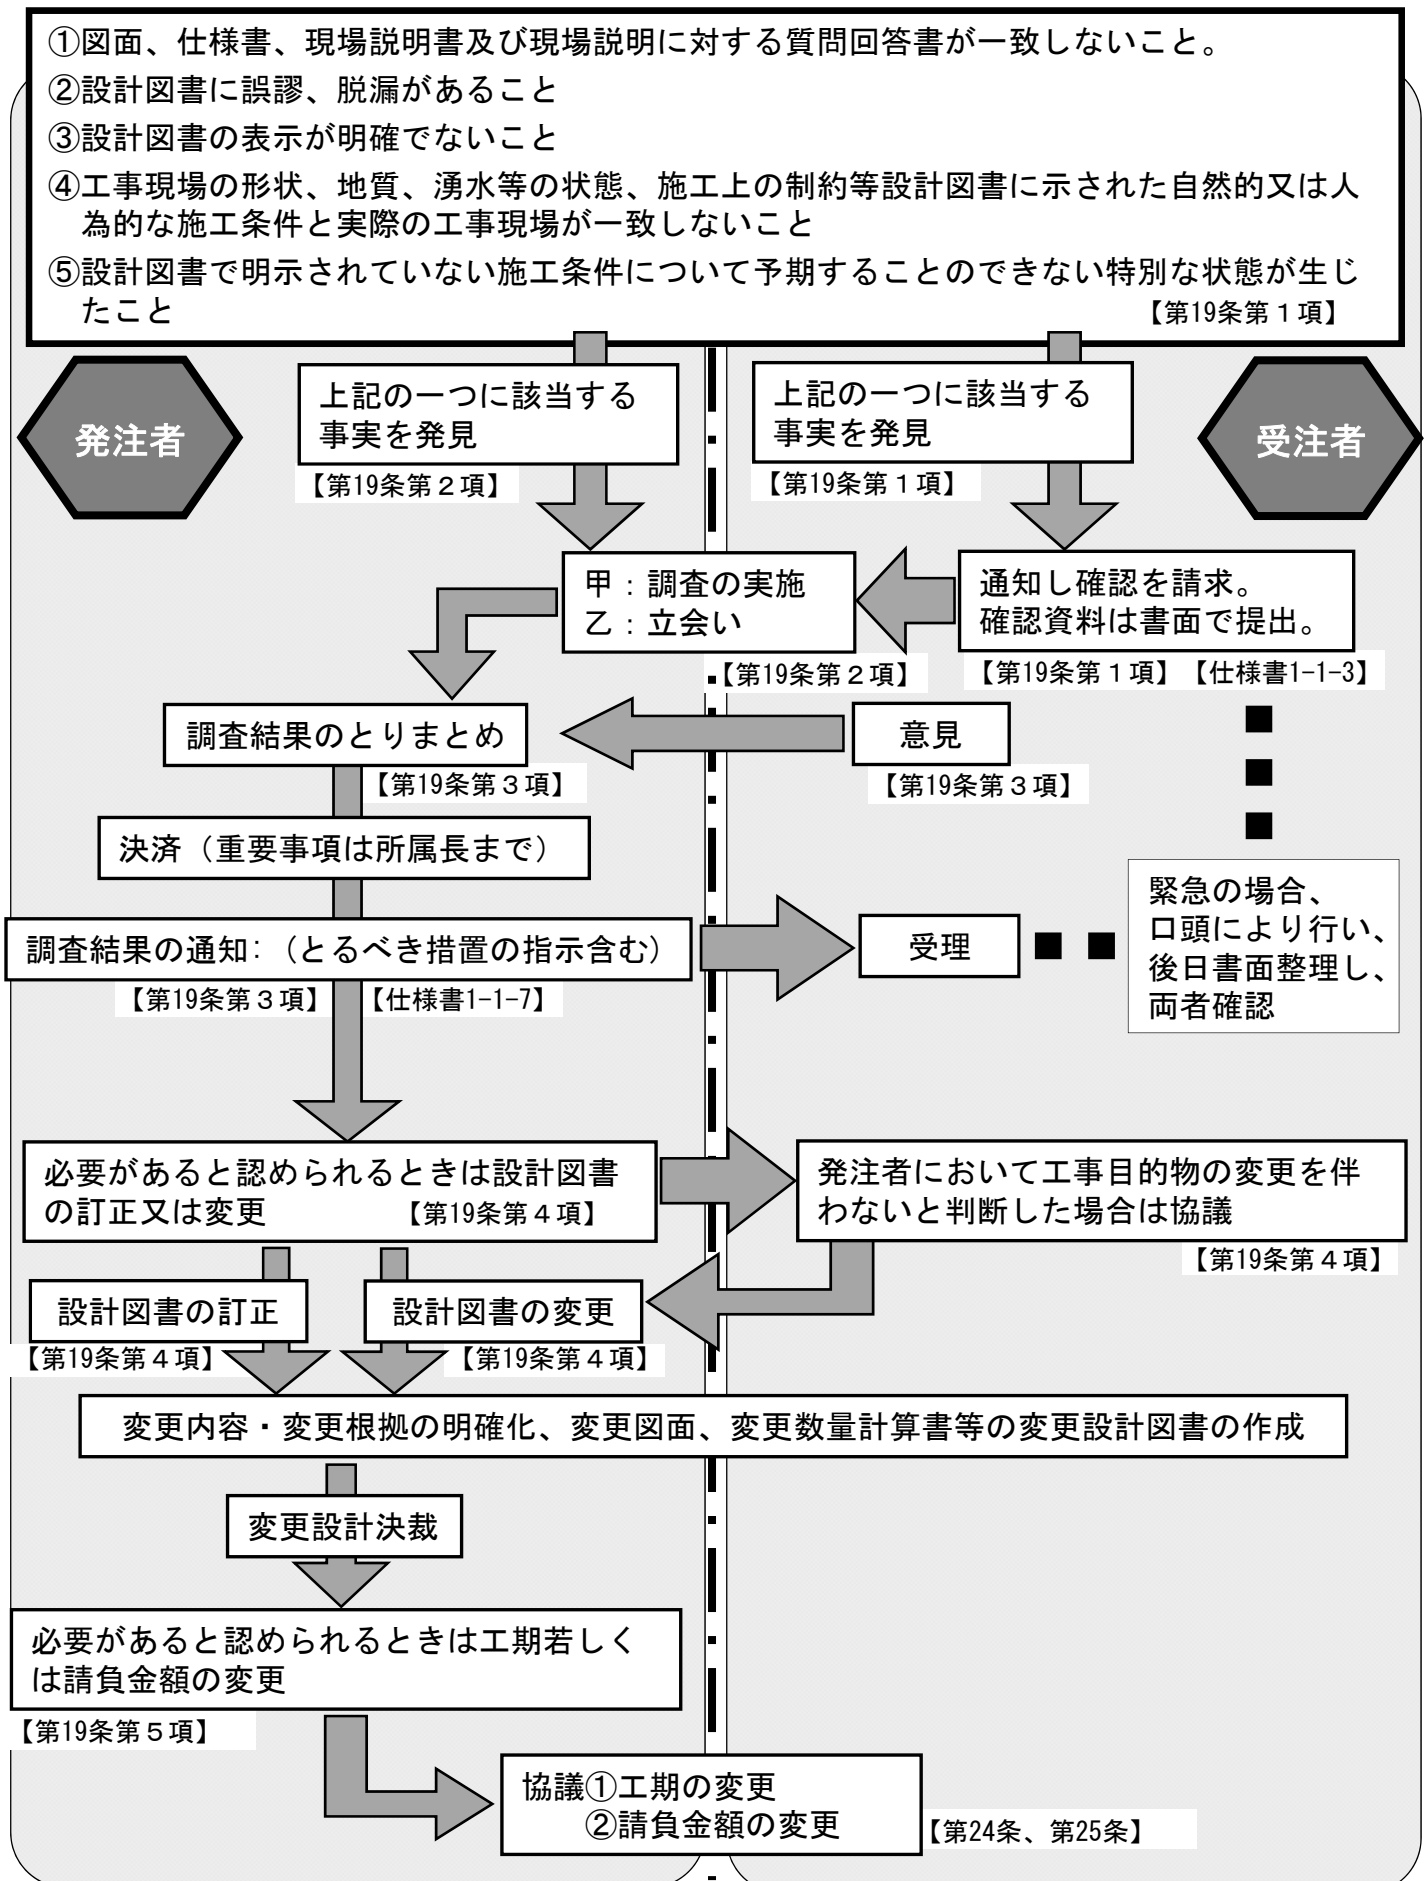 ①図面、仕様書、現場説明書及び現場説明に対する質問回答書が一致しないこと。
②設計図書に誤謬、脱漏があること
③設計図書の表示が明確でないこと
④工事現場の形状、地質、湧水等の状態、施工上の制約等設計図書に示された自然的又は人
為的な施工条件と実際の工事現場が一致しないこと
⑤設計図書で明示されていない施工条件について予期することのできない特別な状態が生じ
たこと
【第19条第１項】
発注者
上記の一つに該当する
事実を発見
【第19条第２項】
上記の一つに該当する
事実を発見
【第19条第１項】
受注者
甲：調査の実施
乙：立会い
【第19条第２項】
通知し確認を請求。
確認資料は書面で提出。
【第19条第１項】【仕様書1-1-3】
調査結果のとりまとめ
【第19条第３項】
意見
【第19条第３項】
決済（重要事項は所属長まで）
調査結果の通知：（とるべき措置の指示含む）
【第19条第３項】
【仕様書1-1-7】
受理
緊急の場合、
口頭により行い、
後日書面整理し、
両者確認
必要があると認められるときは設計図書
の訂正又は変更
【第19条第４項】
発注者において工事目的物の変更を伴
わないと判断した場合は協議
【第19条第４項】
設計図書の訂正
【第19条第４項】
設計図書の変更
【第19条第４項】
変更内容・変更根拠の明確化、変更図面、変更数量計算書等の変更設計図書の作成
変更設計決裁
必要があると認められるときは工期若しく
は請負金額の変更
【第19条第５項】
協議①工期の変更
②請負金額の変更
【第24条、第25条】